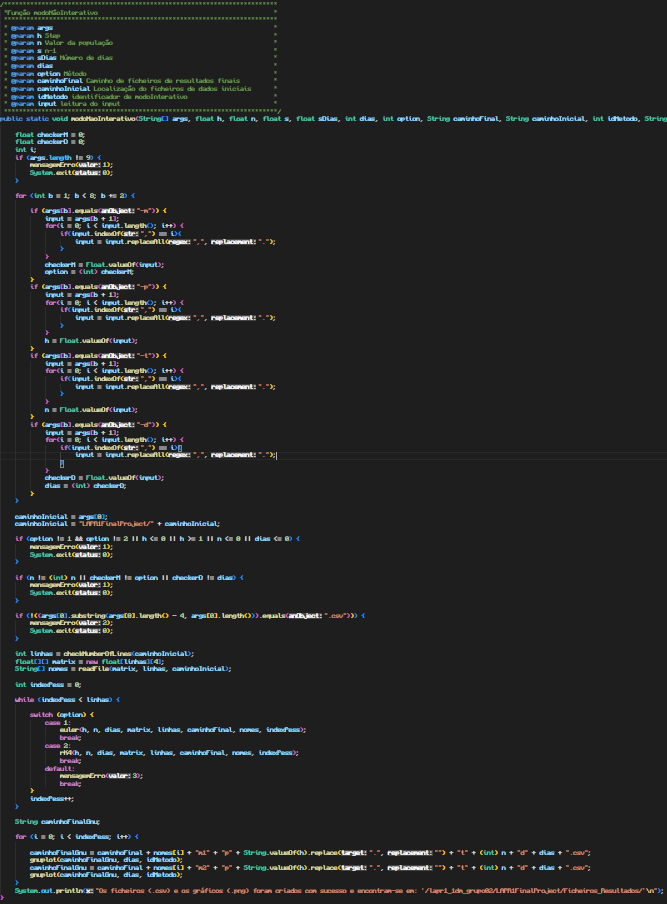 /************************************************************************
 *Função modoNãoInterativo                        *
 ************************************************************************
 * @param args                                    *
 * @param h Step                                  *
 * @param n Valor da população                    *
 * @param s n-1                                   *
 * @param sDias Número de dias                    *
 * @param dias                                    *
 * @param option Método                           *
 * @param caminhoFinal Caminho de ficheiros de resultados finais *
 * @param caminhoInicial Localização do ficheiros de dados iniciais *
 * @param idMetodo identificador de modoInterativo *
 * @param input leitura do input                  *
 ************************************************************************/
public static void modoNaoInterativo(String[] args, float h, float n, float s, float sDias, int dias, int option, String caminhoFinal, String caminhoInicial, int idMetodo, String
float checkerM = 0;
float checkerD = 0;
int i;
if (args.length != 9) {
mensagemErro(valor:1);
System.exit(status:0);
}
for (int b = 1; b < 8; b += 2) {
if (args[b].equals(anObject:"-m")) {
input = args[b + 1];
for(i = 0; i < input.length(); i++) {
if(input.indexOf(str:",") == i){
input = input.replaceAll(regex:",", replacement:".");
}
}
checkerM = Float.valueOf(input);
option = (int) checkerM;
}
if (args[b].equals(anObject:"-p")) {
input = args[b + 1];
for(i = 0; i < input.length(); i++) {
if(input.indexOf(str:",") == i){
input = input.replaceAll(regex:",", replacement:".");
}
}
h = Float.valueOf(input);
}
if (args[b].equals(anObject:"-t")) {
input = args[b + 1];
for(i = 0; i < input.length(); i++) {
if(input.indexOf(str:",") == i){
input = input.replaceAll(regex:",", replacement:".");
}
}
n = Float.valueOf(input);
}
if (args[b].equals(anObject:"-d")) {
input = args[b + 1];
for(i = 0; i < input.length(); i++) {
if(input.indexOf(str:",") == i){
input = input.replaceAll(regex:",", replacement:".");
}
}
checkerD = Float.valueOf(input);
dias = (int) checkerD;
}
}
caminhoInicial = args[0];
caminhoInicial = "LAPR1FinalProject/" + caminhoInicial;
if (option != 1 && option != 2 || h <= 0 || h >= 1 || n <= 0 || dias <= 0) {
mensagemErro(valor:1);
System.exit(status:0);
}
if (n != (int) n || checkerM != option || checkerD != dias) {
mensagemErro(valor:1);
System.exit(status:0);
}
if (!((args[0].substring(args[0].length() - 4, args[0].length())).equals(anObject:".csv"))) {
mensagemErro(valor:2);
System.exit(status:0);
}
int linhas = checkNumberOfLines(caminhoInicial);
float[][] matrix = new float[linhas][4];
String[] nomes = readFile(matrix, linhas, caminhoInicial);
int indexPess = 0;
while (indexPess < linhas) {
switch (option) {
case 1:
euler(h, n, dias, matrix, linhas, caminhoFinal, nomes, indexPess);
break;
case 2:
rK4(h, n, dias, matrix, linhas, caminhoFinal, nomes, indexPess);
break;
default:
mensagemErro(valor:3);
break;
}
indexPess++;
}
String caminhoFinalGnu;
for (i = 0; i < indexPess; i++) {
caminhoFinalGnu = caminhoFinal + nomes[i] + "m1" + "p" + String.valueOf(h).replace(target:".", replacement:"") + "t" + (int) n + "d" + dias + ".csv";
gnuplot(caminhoFinalGnu, dias, idMetodo);
caminhoFinalGnu = caminhoFinal + nomes[i] + "m2" + "p" + String.valueOf(h).replace(target:".", replacement:"") + "t" + (int) n + "d" + dias + ".csv";
gnuplot(caminhoFinalGnu, dias, idMetodo);
}
System.out.println(x:"Os ficheiros (.csv) e os gráficos (.png) foram criados com sucesso e encontram-se em: '/lapr1_1dm_grupo02/LAPR1FinalProject/Ficheiros_Resultados/'\n");
}